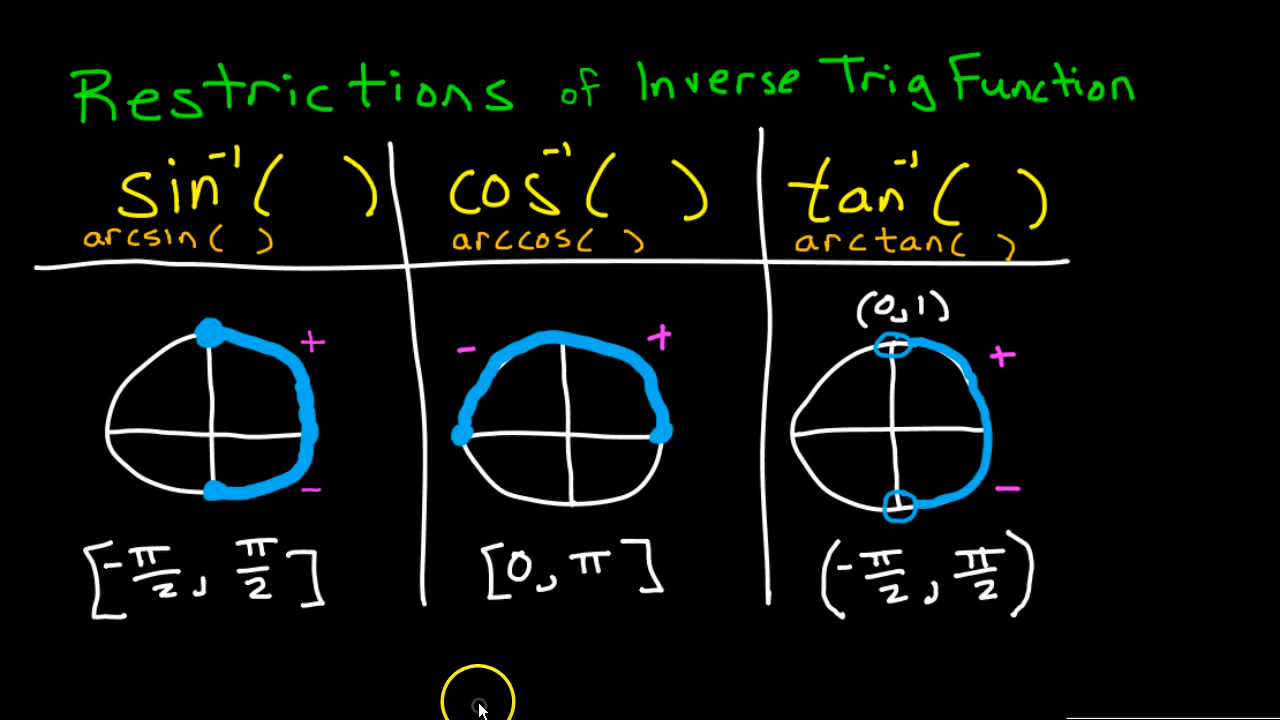 Restrictions of Inverse Trig Function
sin⁻¹( ) cos⁻¹( ) tan⁻¹( )
arcsin( ) arccos( ) arctan( )
(0,1)
+ - + +
- -
[-π/2, π/2] [0, π] (-π/2, π/2)